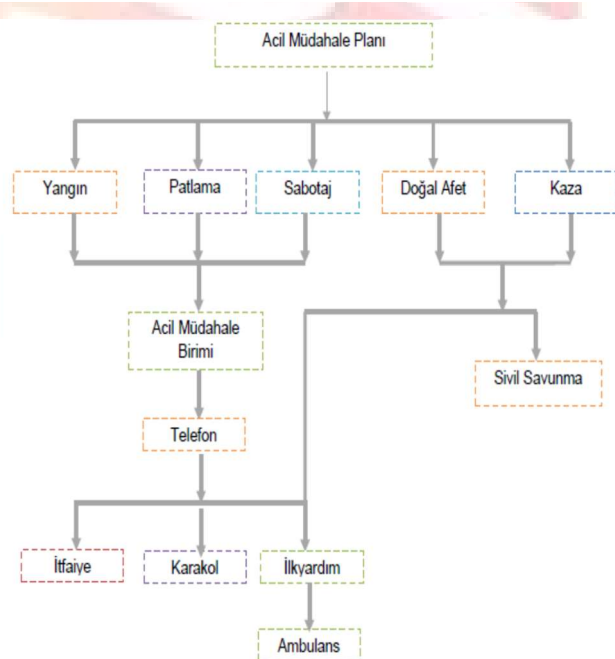 Acil Müdahale Planı
Yangın
Patlama
Sabotaj
Doğal Afet
Kaza
Acil Müdahale
Birimi
Sivil Savunma
Telefon
İtfaiye
Karakol
İlkyardım
Ambulans